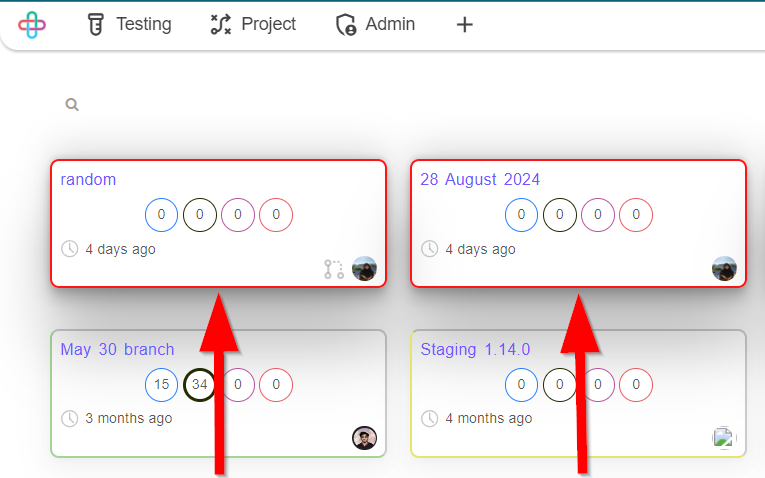 Testing Project Admin
random
0 0 0 0
4 days ago
28 August 2024
0 0 0 0
4 days ago
May 30 branch
15 34 0 0
3 months ago
Staging 1.14.0
0 0 0 0
4 months ago